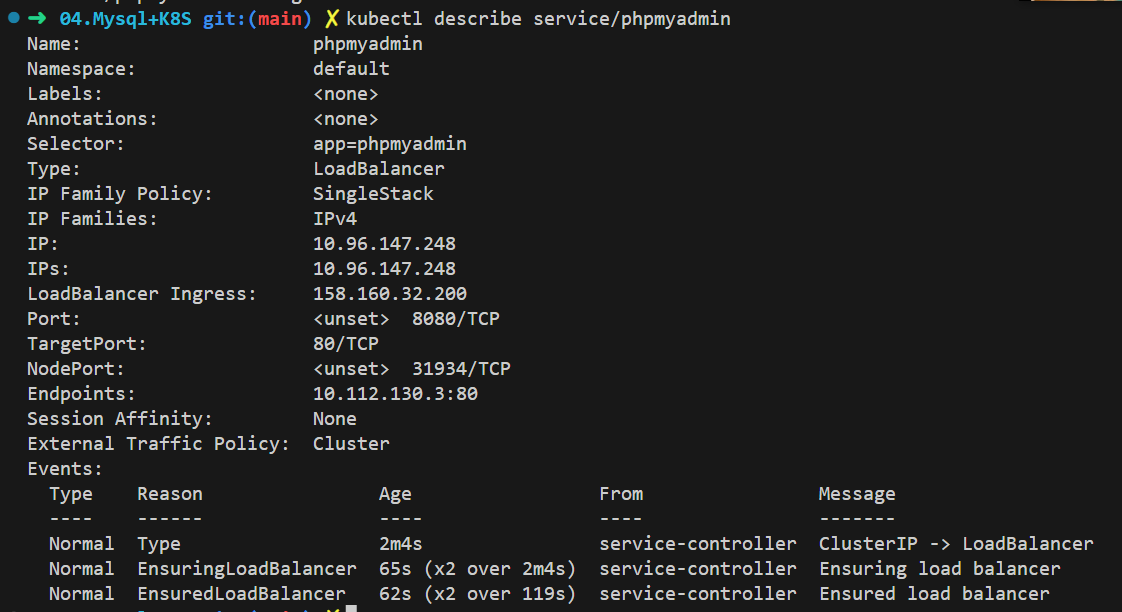 ➜ 04.Mysql+K8S git:(main) ✗ kubectl describe service/phpmyadmin
Name: phpmyadmin
Namespace: default
Labels: <none>
Annotations: <none>
Selector: app=phpmyadmin
Type: LoadBalancer
IP Family Policy: SingleStack
IP Families: IPv4
IP: 10.96.147.248
IPs: 10.96.147.248
LoadBalancer Ingress: 158.160.32.200
Port: <unset> 8080/TCP
TargetPort: 80/TCP
NodePort: <unset> 31934/TCP
Endpoints: 10.112.130.3:80
Session Affinity: None
External Traffic Policy: Cluster
Events:
Type Reason Age From Message
---- ------ ---- ---- -------
Normal Type 2m4s service-controller ClusterIP -> LoadBalancer
Normal EnsuringLoadBalancer 65s (x2 over 2m4s) service-controller Ensuring load balancer
Normal EnsuredLoadBalancer 62s (x2 over 119s) service-controller Ensured load balancer